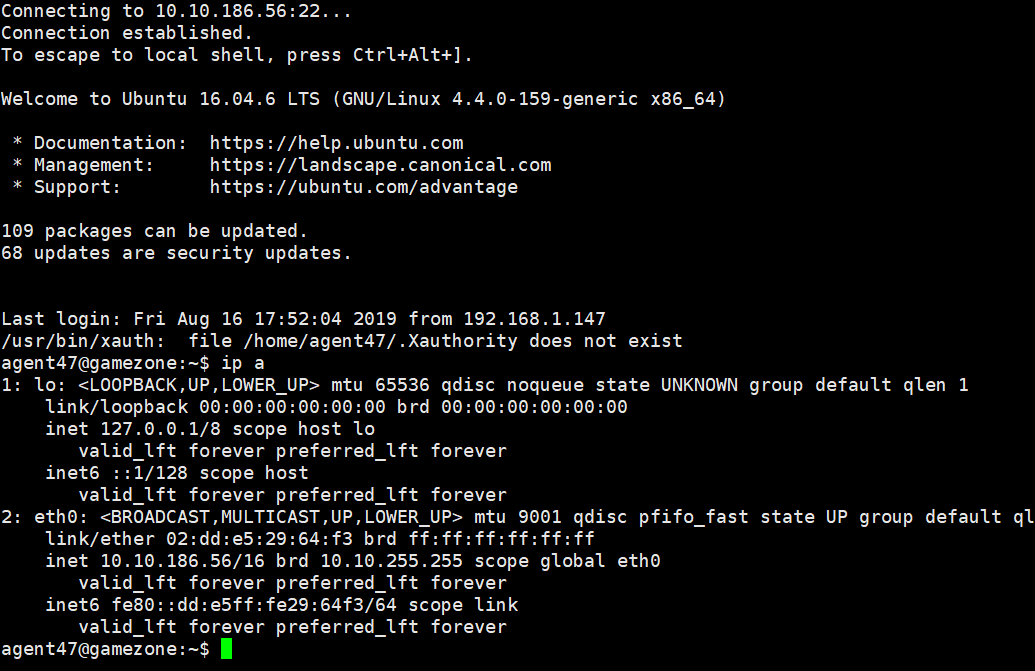 Connecting to 10.10.186.56:22...
Connection established.
To escape to local shell, press Ctrl+Alt+].
Welcome to Ubuntu 16.04.6 LTS (GNU/Linux 4.4.0-159-generic x86_64)
 * Documentation:  https://help.ubuntu.com
 * Management:     https://landscape.canonical.com
 * Support:        https://ubuntu.com/advantage
109 packages can be updated.
68 updates are security updates.
Last login: Fri Aug 16 17:52:04 2019 from 192.168.1.147
/usr/bin/xauth:  file /home/agent47/.Xauthority does not exist
agent47@gamezone:~$ ip a
1: lo: <LOOPBACK,UP,LOWER_UP> mtu 65536 qdisc noqueue state UNKNOWN group default qlen 1
    link/loopback 00:00:00:00:00:00 brd 00:00:00:00:00:00
    inet 127.0.0.1/8 scope host lo
       valid_lft forever preferred_lft forever
    inet6 ::1/128 scope host
       valid_lft forever preferred_lft forever
2: eth0: <BROADCAST,MULTICAST,UP,LOWER_UP> mtu 9001 qdisc pfifo_fast state UP group default ql
    link/ether 02:dd:e5:29:64:f3 brd ff:ff:ff:ff:ff:ff
    inet 10.10.186.56/16 brd 10.10.255.255 scope global eth0
       valid_lft forever preferred_lft forever
    inet6 fe80::dd:e5ff:fe29:64f3/64 scope link
       valid_lft forever preferred_lft forever
agent47@gamezone:~$